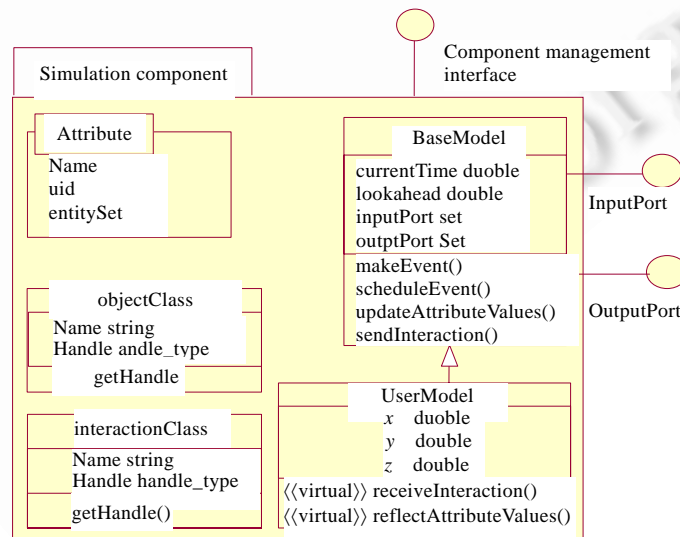 Simulation component
Component management
interface
Attribute
Name
uid
entitySet
BaseModel
currentTime duoble
lookahead double
inputPort set
outptPort Set
makeEvent()
scheduleEvent()
updateAttributeValues()
sendInteraction()
InputPort
OutputPort
objectClass
Name string
Handle andle_type
getHandle
interactionClass
Name string
Handle handle_type
getHandle()
UserModel
x duoble
y double
z double
⟨⟨virtual⟩⟩ receiveInteraction()
⟨⟨virtual⟩⟩ reflectAttributeValues()